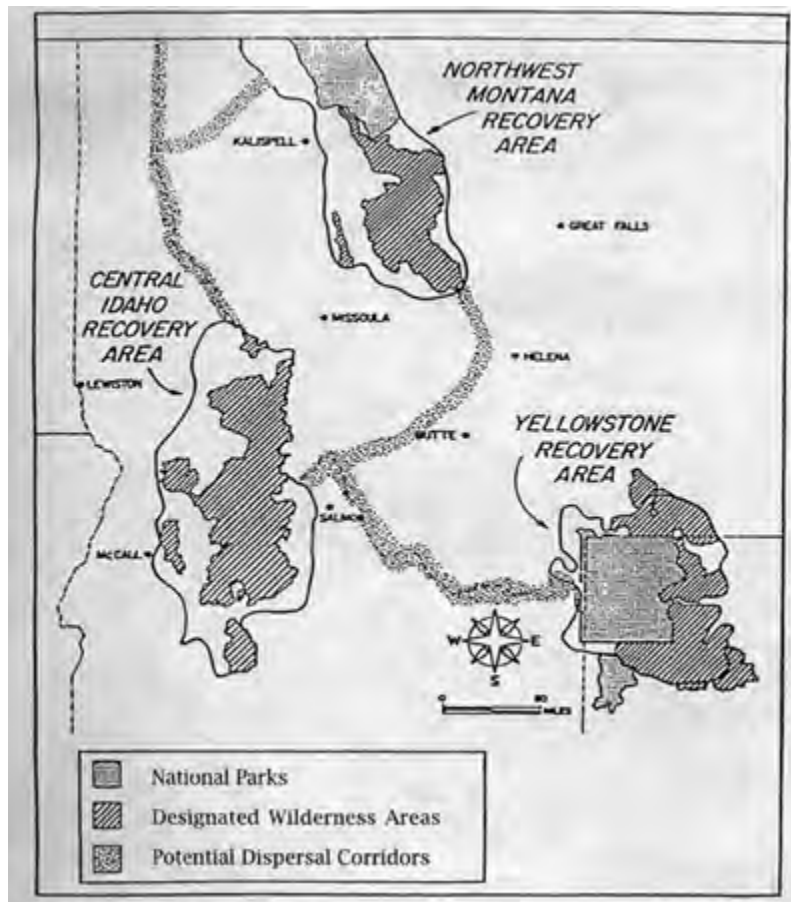 NORTHWEST
MONTANA
RECOVERY
AREA
KALISPELL
GREAT FALLS
CENTRAL
IDAHO
RECOVERY
AREA
MISSOULA
HELENA
LEWISTON
YELLOWSTONE
RECOVERY
AREA
BUTTE
SALMON
McCALL
W
E
S
0
MILES
National Parks
Designated Wilderness Areas
Potential Dispersal Corridors